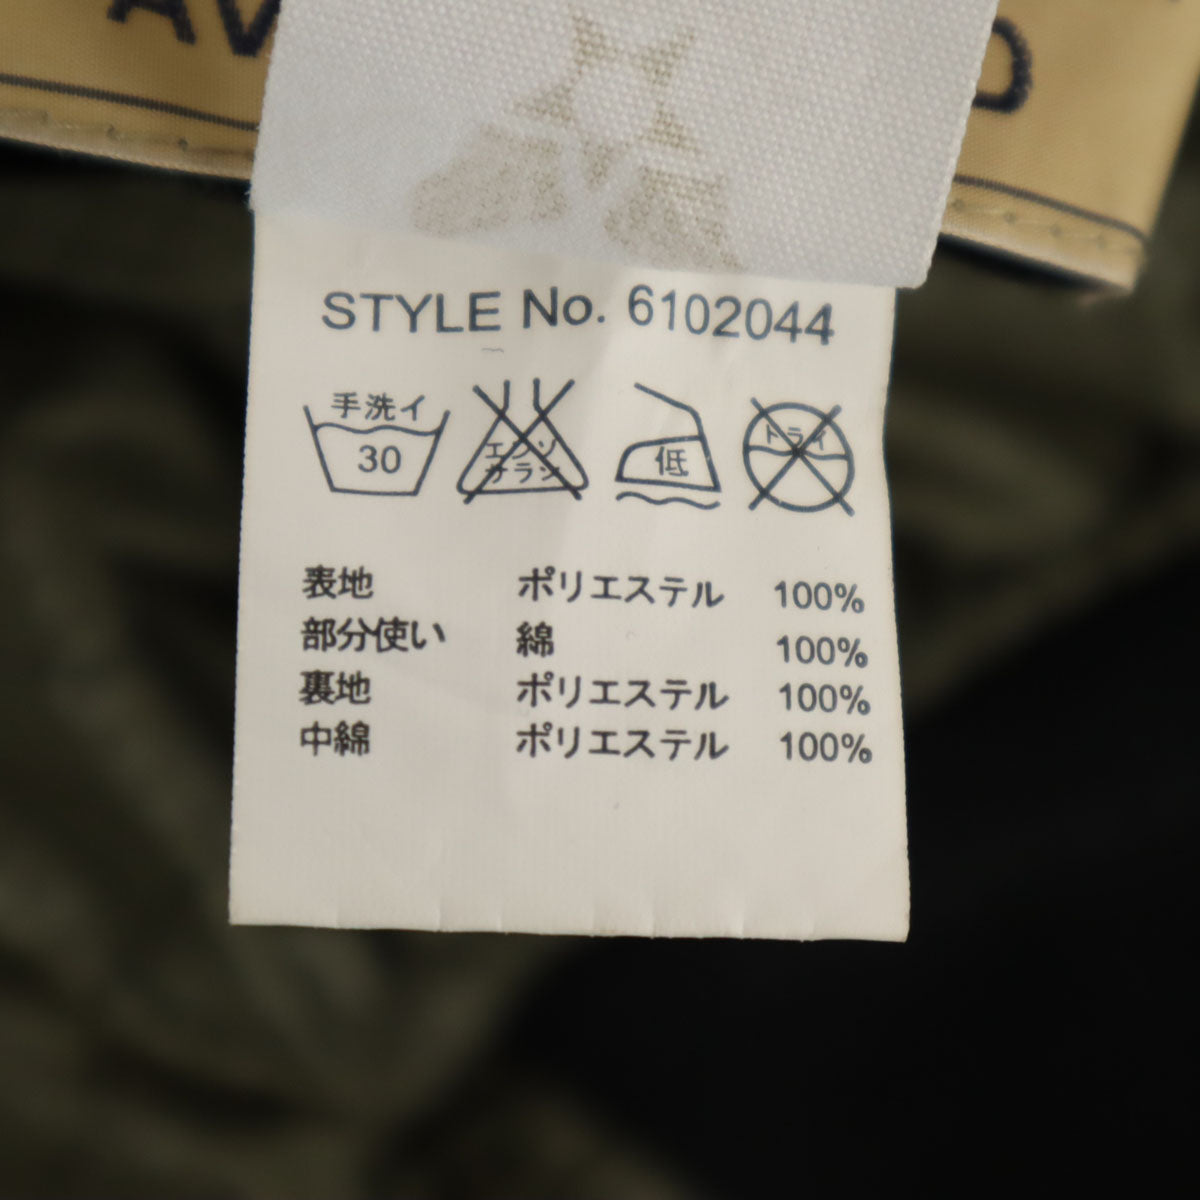 STYLE No. 6102044
手洗イ
30
エンソ
サラシ
低
ドライ
表地 ポリエステル 100%
部分使い 綿 100%
裏地 ポリエステル 100%
中綿 ポリエステル 100%